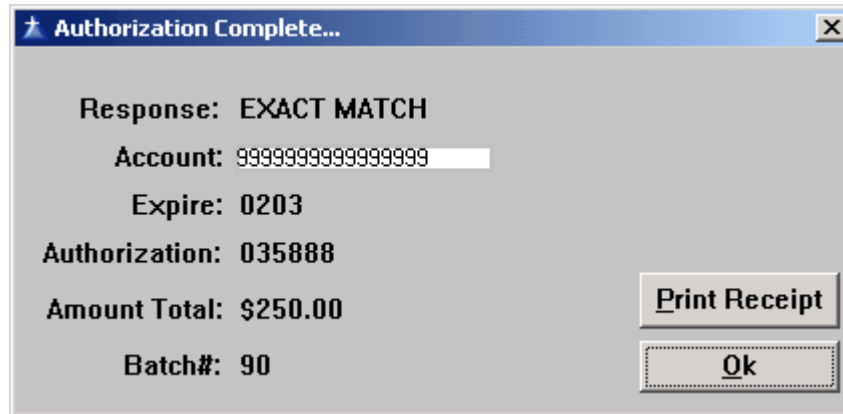 Authorization Complete...
Response: EXACT MATCH
Account: 9999999999999999
Expire: 0203
Authorization: 035888
Amount Total: $250.00
Print Receipt
Batch#: 90
Ok